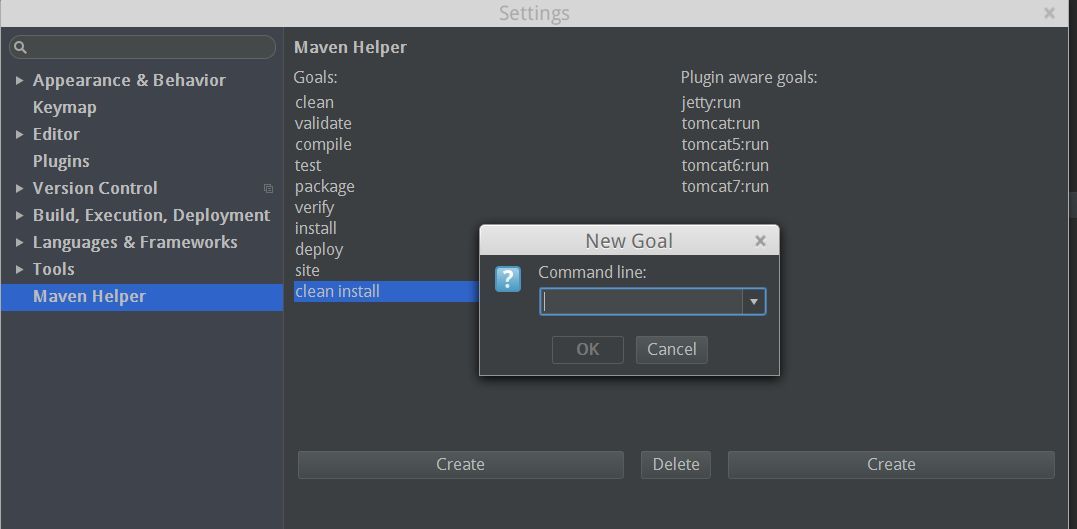 Settings
Appearance & Behavior
Keymap
Editor
Plugins
Version Control
Build, Execution, Deployment
Languages & Frameworks
Tools
Maven Helper
Maven Helper
Goals:
clean
validate
compile
test
package
verify
install
deploy
site
clean install
Plugin aware goals:
jetty:run
tomcat:run
tomcat5:run
tomcat6:run
tomcat7:run
New Goal
?
Command line:
OK Cancel
Create Delete Create